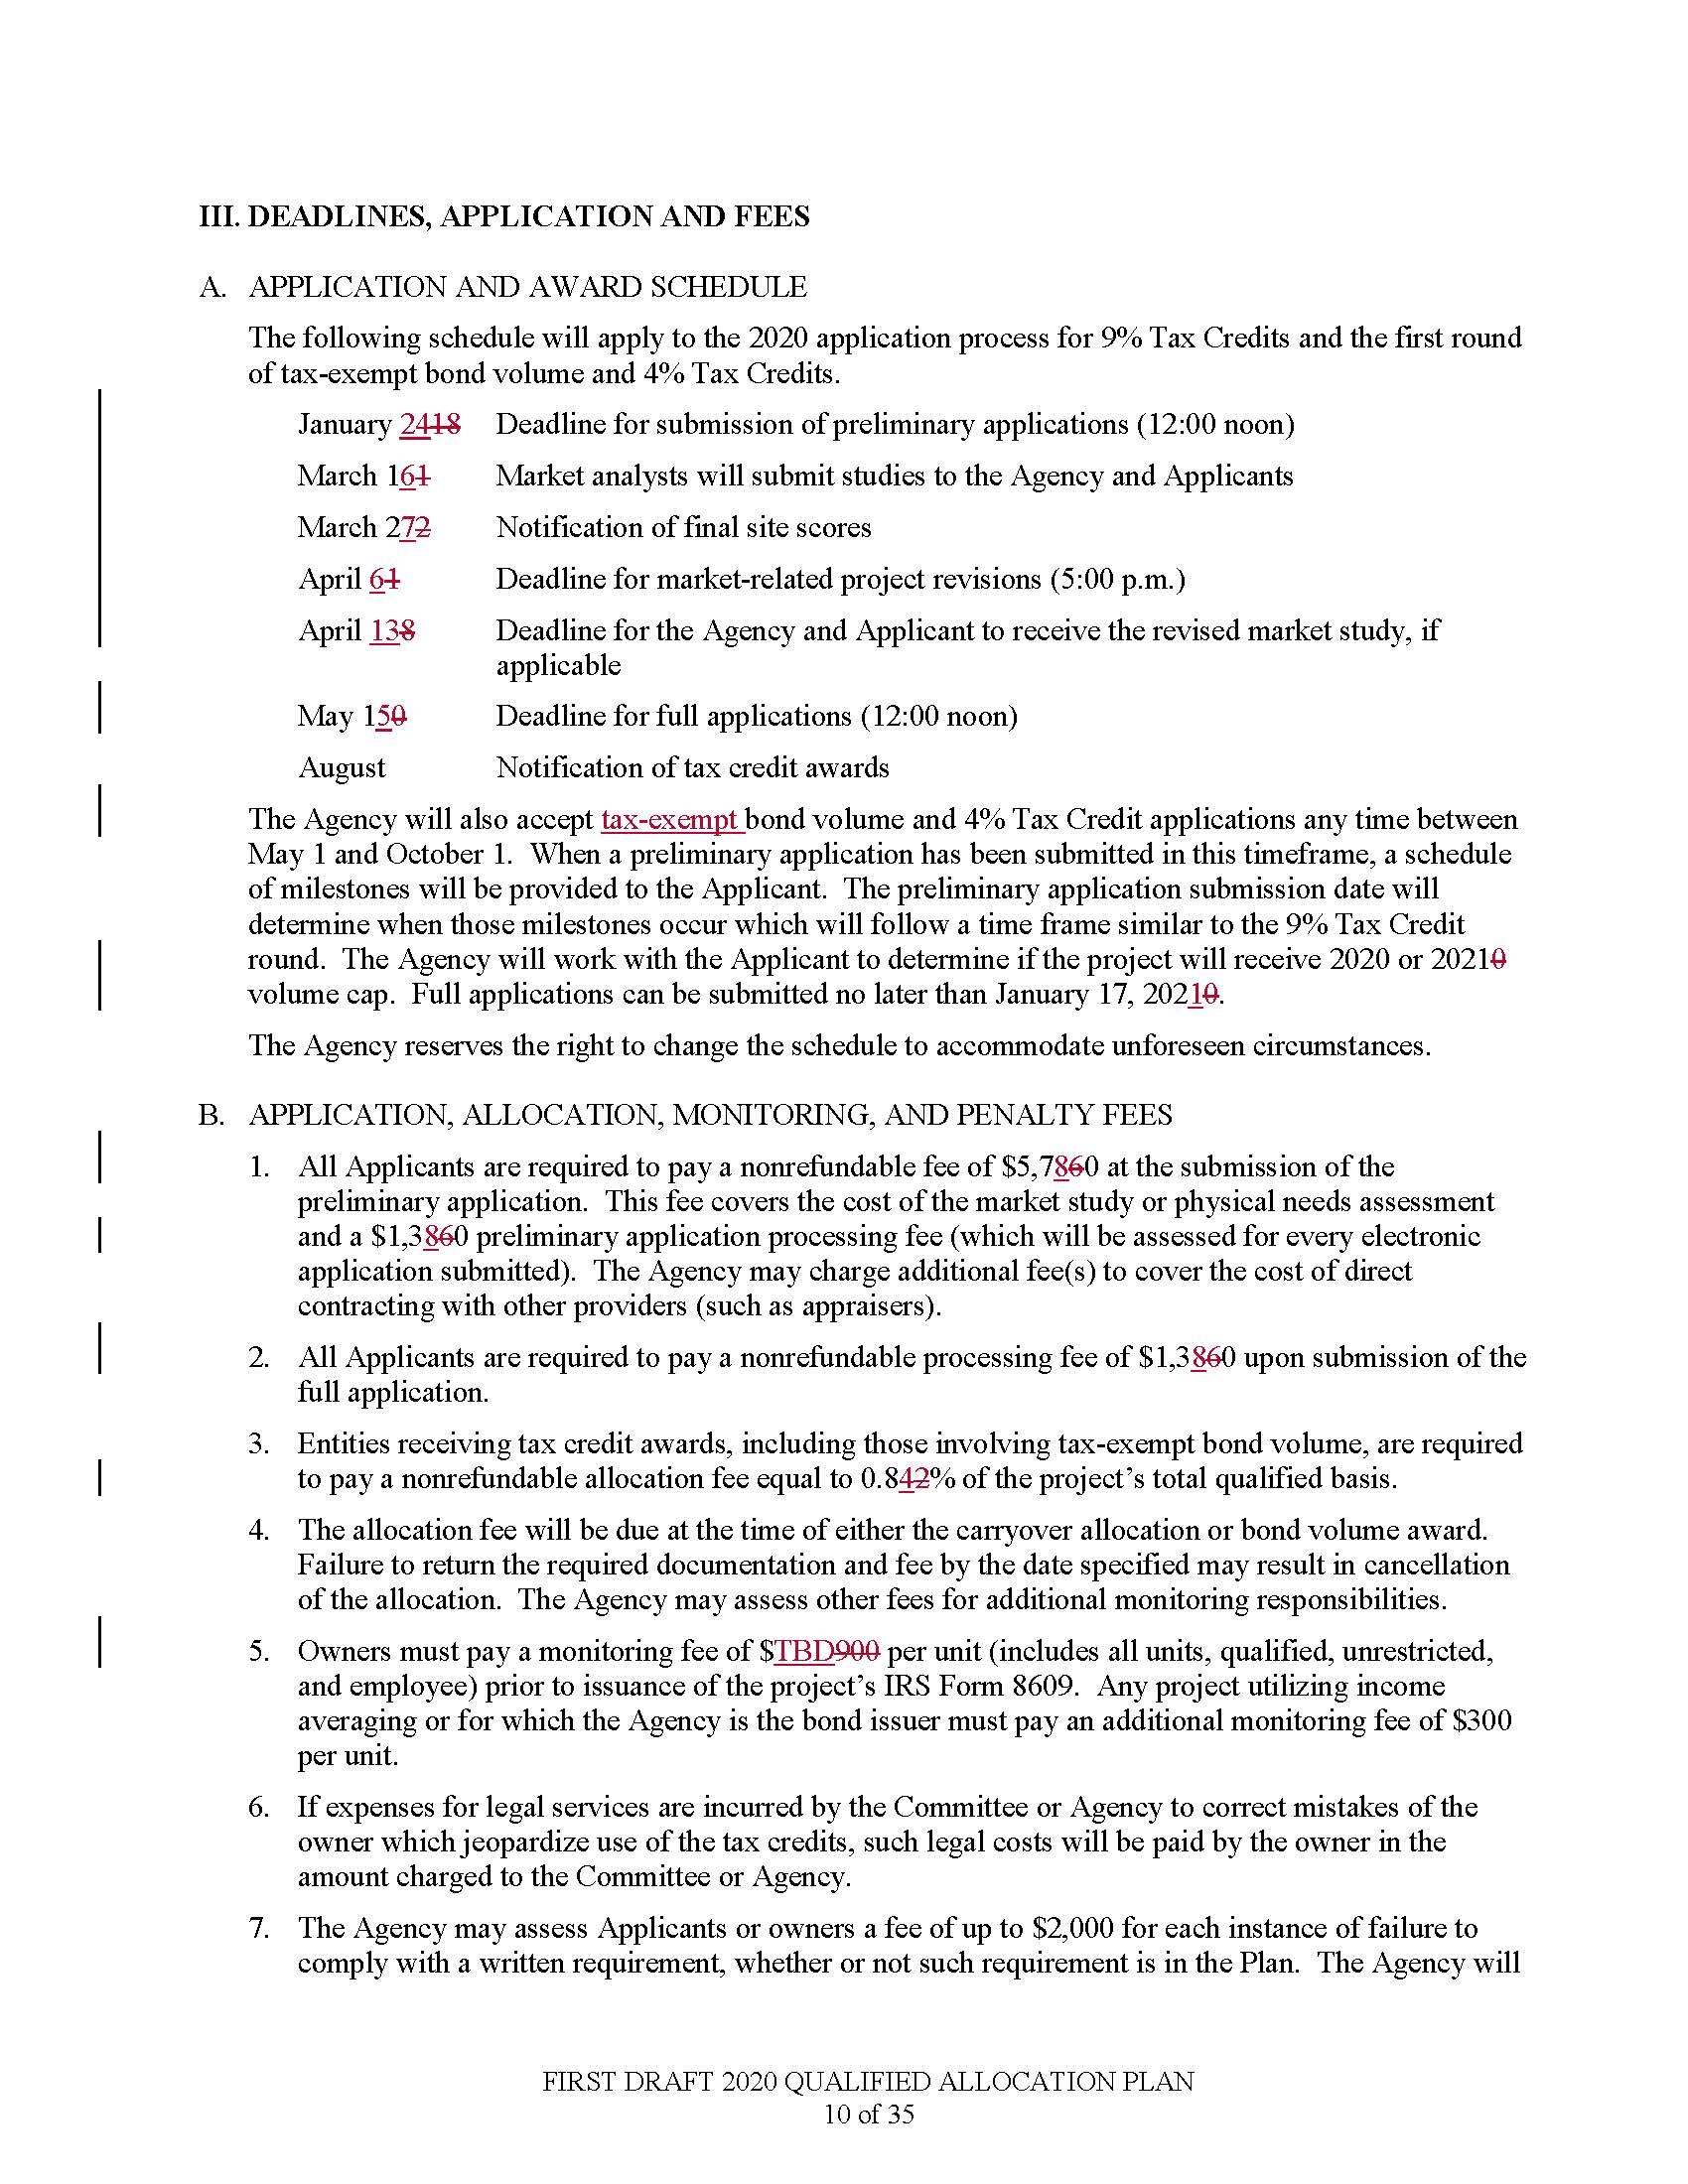 III. DEADLINES, APPLICATION AND FEES
A. APPLICATION AND AWARD SCHEDULE
The following schedule will apply to the 2020 application process for 9% Tax Credits and the first round
of tax-exempt bond volume and 4% Tax Credits.
January 2418 Deadline for submission of preliminary applications (12:00 noon)
March 161 Market analysts will submit studies to the Agency and Applicants
March 272 Notification of final site scores
April 61 Deadline for market-related project revisions (5:00 p.m.)
April 138 Deadline for the Agency and Applicant to receive the revised market study, if
applicable
May 150 Deadline for full applications (12:00 noon)
August Notification of tax credit awards
The Agency will also accept tax-exempt bond volume and 4% Tax Credit applications any time between
May 1 and October 1. When a preliminary application has been submitted in this timeframe, a schedule
of milestones will be provided to the Applicant. The preliminary application submission date will
determine when those milestones occur which will follow a time frame similar to the 9% Tax Credit
round. The Agency will work with the Applicant to determine if the project will receive 2020 or 20210
volume cap. Full applications can be submitted no later than January 17, 20210.
The Agency reserves the right to change the schedule to accommodate unforeseen circumstances.
B. APPLICATION, ALLOCATION, MONITORING, AND PENALTY FEES
1. All Applicants are required to pay a nonrefundable fee of $5,7860 at the submission of the
preliminary application. This fee covers the cost of the market study or physical needs assessment
and a $1,3860 preliminary application processing fee (which will be assessed for every electronic
application submitted). The Agency may charge additional fee(s) to cover the cost of direct
contracting with other providers (such as appraisers).
2. All Applicants are required to pay a nonrefundable processing fee of $1,3860 upon submission of the
full application.
3. Entities receiving tax credit awards, including those involving tax-exempt bond volume, are required
to pay a nonrefundable allocation fee equal to 0.842% of the project’s total qualified basis.
4. The allocation fee will be due at the time of either the carryover allocation or bond volume award.
Failure to return the required documentation and fee by the date specified may result in cancellation
of the allocation. The Agency may assess other fees for additional monitoring responsibilities.
5. Owners must pay a monitoring fee of $TBD900 per unit (includes all units, qualified, unrestricted,
and employee) prior to issuance of the project’s IRS Form 8609. Any project utilizing income
averaging or for which the Agency is the bond issuer must pay an additional monitoring fee of $300
per unit.
6. If expenses for legal services are incurred by the Committee or Agency to correct mistakes of the
owner which jeopardize use of the tax credits, such legal costs will be paid by the owner in the
amount charged to the Committee or Agency.
7. The Agency may assess Applicants or owners a fee of up to $2,000 for each instance of failure to
comply with a written requirement, whether or not such requirement is in the Plan. The Agency will
FIRST DRAFT 2020 QUALIFIED ALLOCATION PLAN
10 of 35